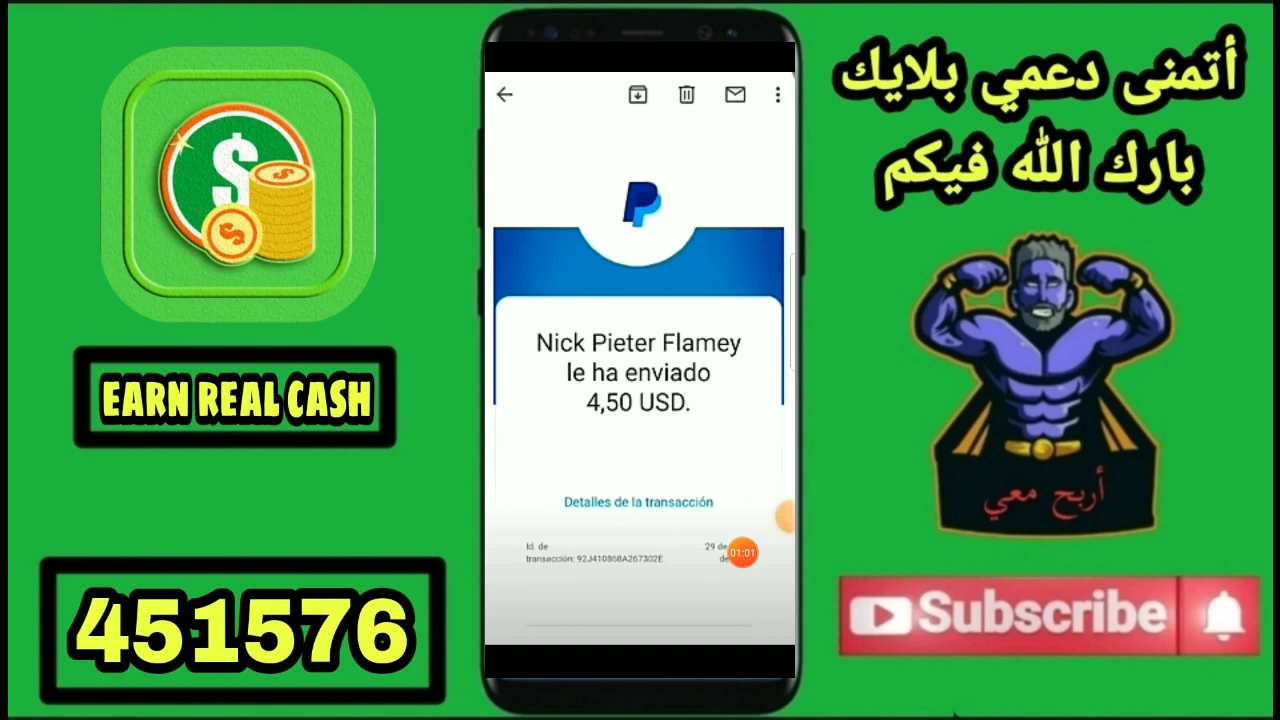 EARN REAL CASH
451576
Nick Pieter Flamey
le ha enviado
4,50 USD.
Detalles de la transacción
Id. de
transacción: 92J410868A267302E
29 de
de
01:01
أتمنى دعمي بلايك
بارك الله فيكم
أربح معي
Subscribe